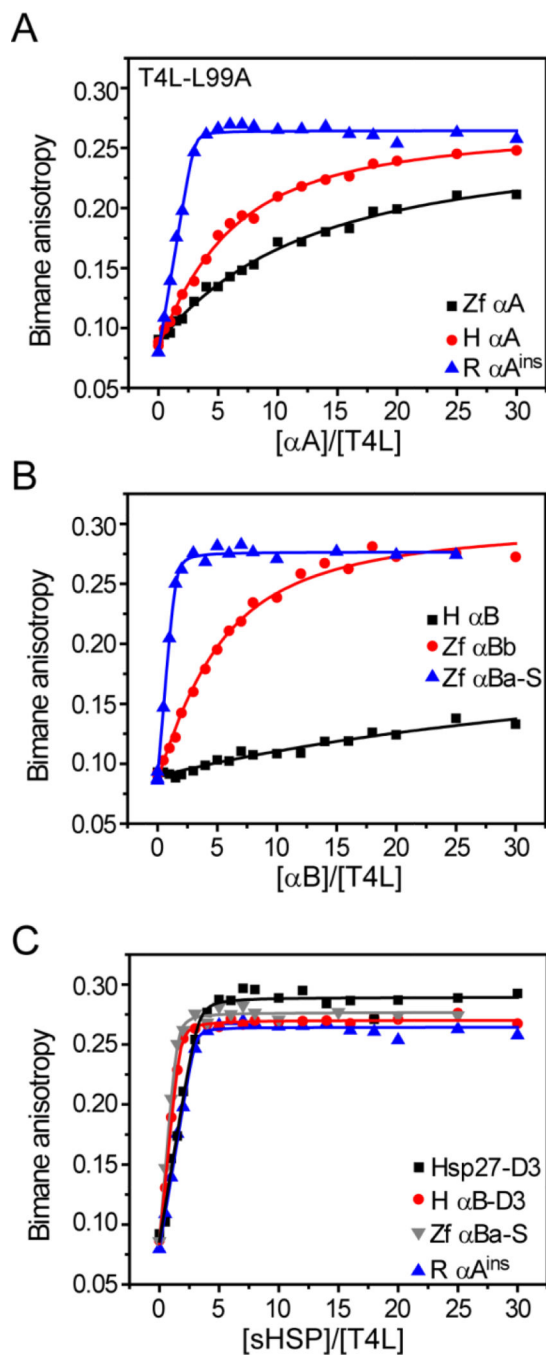 A
T4L-L99A
0.30
0.25
0.20
0.15
0.10
0.05
Bimane anisotropy
Zf αA
H αA
R αA^ins
0 5 10 15 20 25 30
[αA]/[T4L]
B
0.30
0.25
0.20
0.15
0.10
0.05
Bimane anisotropy
H αB
Zf αBb
Zf αBa-S
0 5 10 15 20 25 30
[αB]/[T4L]
C
0.30
0.25
0.20
0.15
0.10
0.05
Bimane anisotropy
Hsp27-D3
H αB-D3
Zf αBa-S
R αA^ins
0 5 10 15 20 25 30
[sHSP]/[T4L]